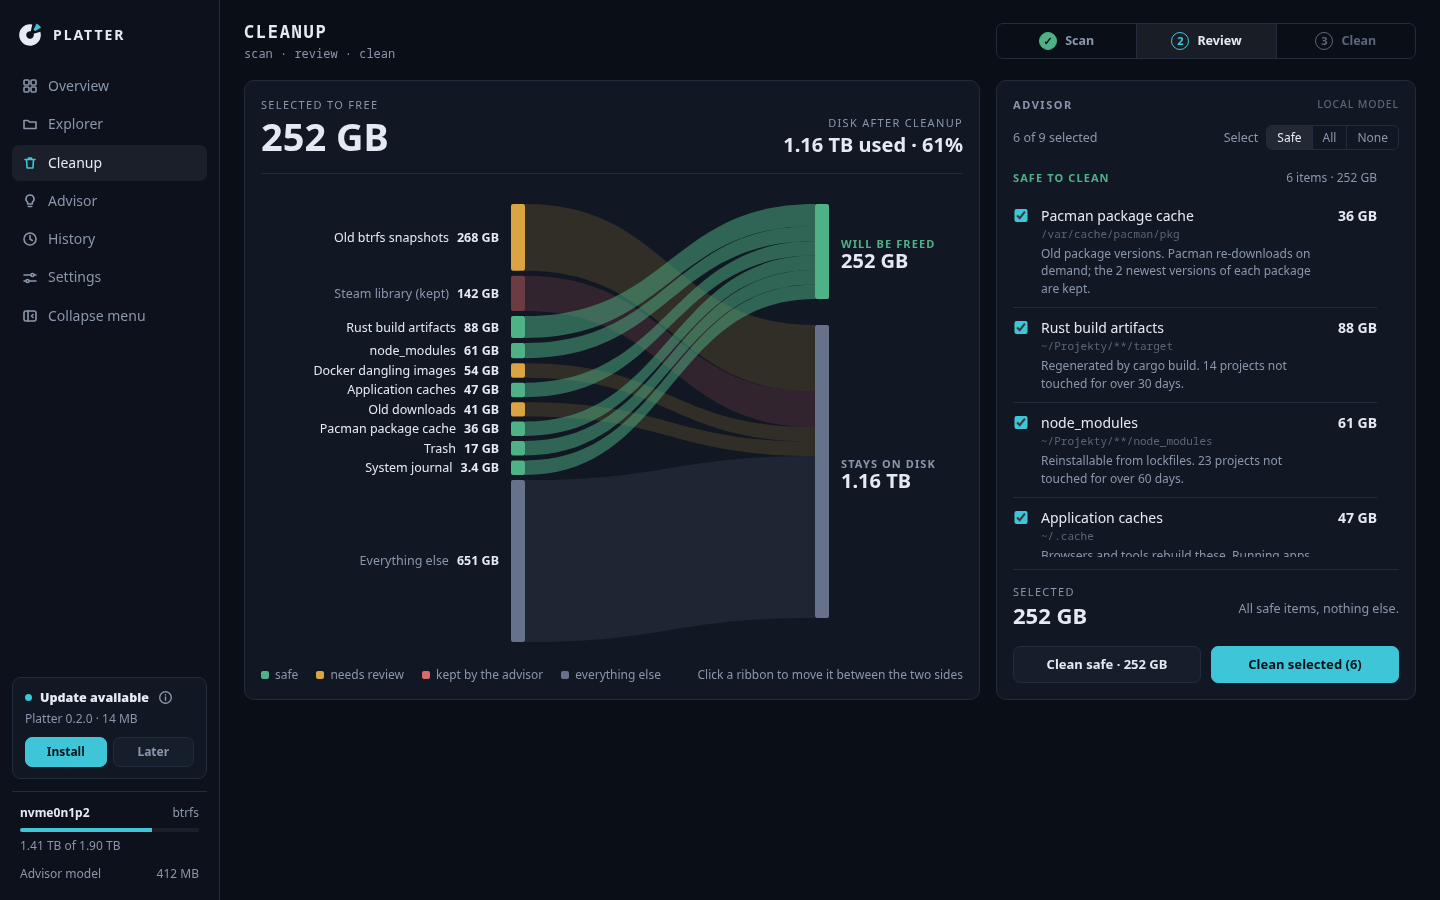 PLATTER
Overview
Explorer
Cleanup
Advisor
History
Settings
Collapse menu
Update available
Platter 0.2.0 · 14 MB
Install
Later
nvme0n1p2
btrfs
1.41 TB of 1.90 TB
Advisor model
412 MB
CLEANUP
scan · review · clean
✓ Scan
2 Review
3 Clean
SELECTED TO FREE
252 GB
DISK AFTER CLEANUP
1.16 TB used · 61%
Old btrfs snapshots 268 GB
Steam library (kept) 142 GB
Rust build artifacts 88 GB
node_modules 61 GB
Docker dangling images 54 GB
Application caches 47 GB
Old downloads 41 GB
Pacman package cache 36 GB
Trash 17 GB
System journal 3.4 GB
Everything else 651 GB
WILL BE FREED
252 GB
STAYS ON DISK
1.16 TB
safe
needs review
kept by the advisor
everything else
Click a ribbon to move it between the two sides
ADVISOR
LOCAL MODEL
6 of 9 selected
Select
Safe
All
None
SAFE TO CLEAN
6 items · 252 GB
Pacman package cache
36 GB
/var/cache/pacman/pkg
Old package versions. Pacman re-downloads on
demand; the 2 newest versions of each package
are kept.
Rust build artifacts
88 GB
~/Projekty/**/target
Regenerated by cargo build. 14 projects not
touched for over 30 days.
node_modules
61 GB
~/Projekty/**/node_modules
Reinstallable from lockfiles. 23 projects not
touched for over 60 days.
Application caches
47 GB
~/.cache
Browsers and tools rebuild these. Running apps
SELECTED
252 GB
All safe items, nothing else.
Clean safe · 252 GB
Clean selected (6)